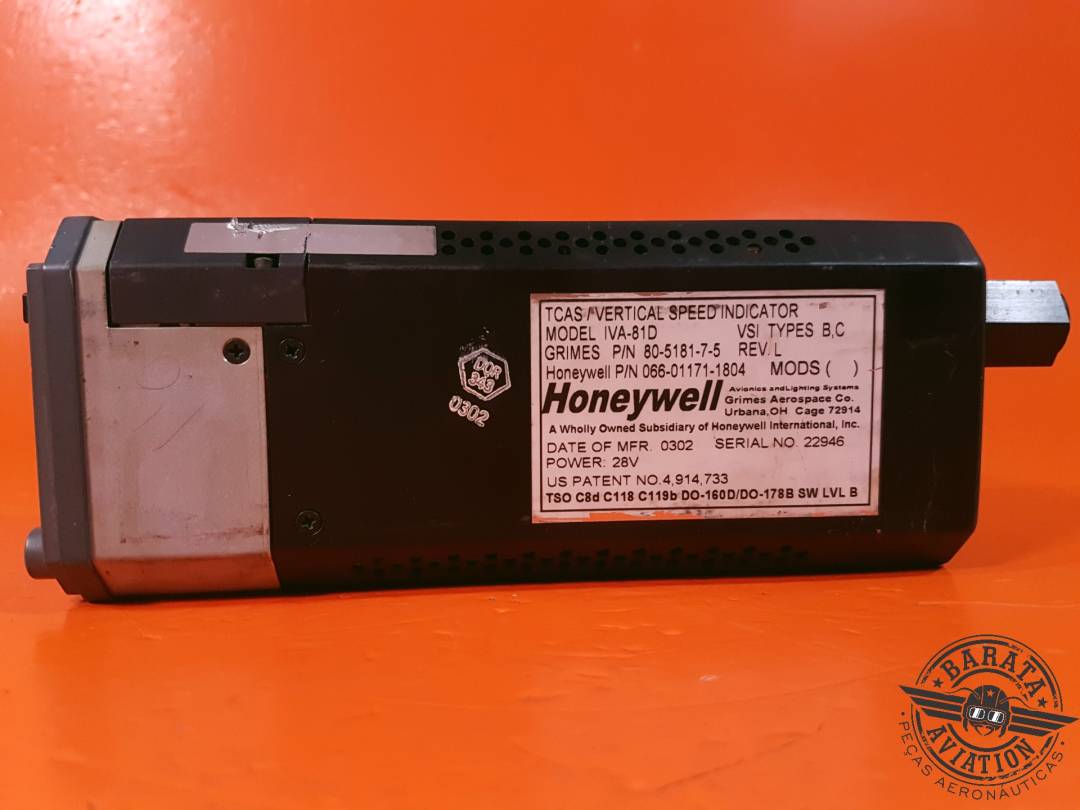 TCAS / VERTICAL SPEED INDICATOR
MODEL IVA-81D VSI TYPES B,C
GRIMES P/N 80-5181-7-5 REV. L
Honeywell P/N 066-01171-1804 MODS ( )
Honeywell
Avionics and Lighting Systems
Grimes Aerospace Co.
Urbana,OH Cage 72914
A Wholly Owned Subsidiary of Honeywell International, Inc.
DATE OF MFR. 0302 SERIAL NO. 22946
POWER: 28V
US PATENT NO.4,914,733
TSO C8d C118 C119b DO-160D/DO-178B SW LVL B
343
0302
BARATA
AVIATION
PEÇAS AERONÁUTICAS